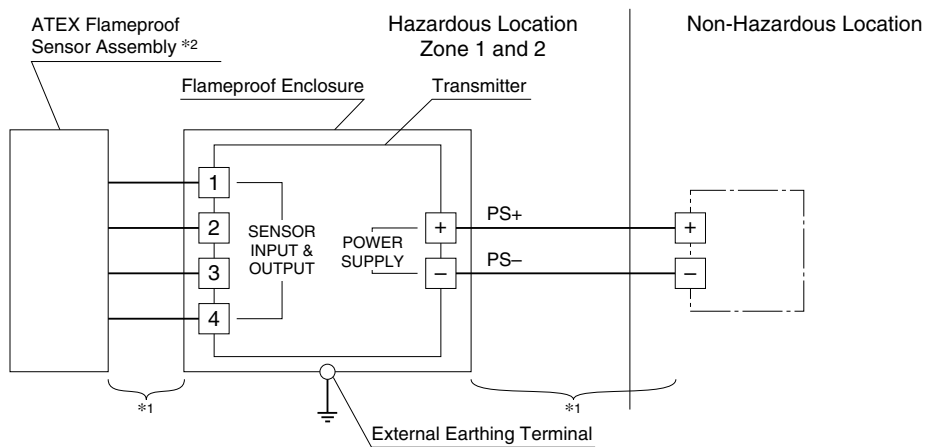 ATEX Flameproof
Sensor Assembly *2
Hazardous Location
Zone 1 and 2
Non-Hazardous Location
Flameproof Enclosure
Transmitter
1
2
3
4
SENSOR
INPUT &
OUTPUT
POWER
SUPPLY
+
–
PS+
PS–
+
–
*1
*1
External Earthing Terminal